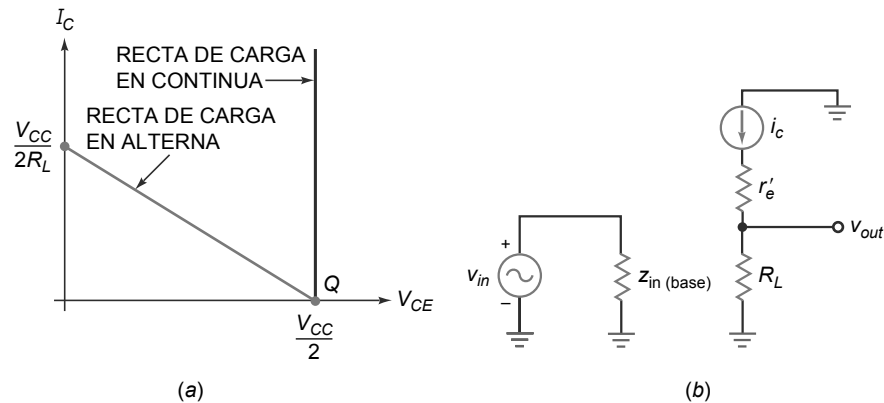 I_C
RECTA DE CARGA
EN CONTINUA
RECTA DE CARGA
EN ALTERNA
V_CC
2R_L
Q
V_CE
V_CC
2
(a)
i_c
r'_e
v_out
+
v_in
–
z_in (base)
R_L
(b)